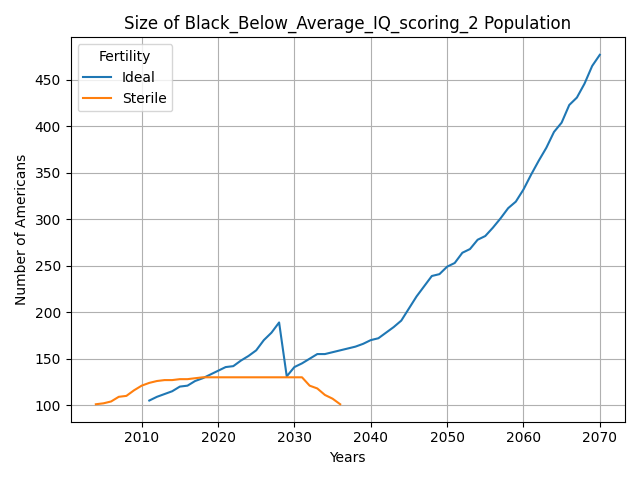 Size of Black_Below_Average_IQ_scoring_2 Population
Fertility
Ideal
Sterile
Number of Americans
450
400
350
300
250
200
150
100
2010 2020 2030 2040 2050 2060 2070
Years